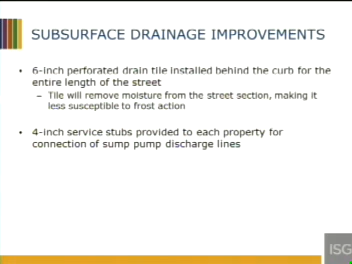 SUBSURFACE DRAINAGE IMPROVEMENTS
• 6-inch perforated drain tile installed behind the curb for the
entire length of the street
– Tile will remove moisture from the street section, making it
less susceptible to frost action
• 4-inch service stubs provided to each property for
connection of sump pump discharge lines
ISG